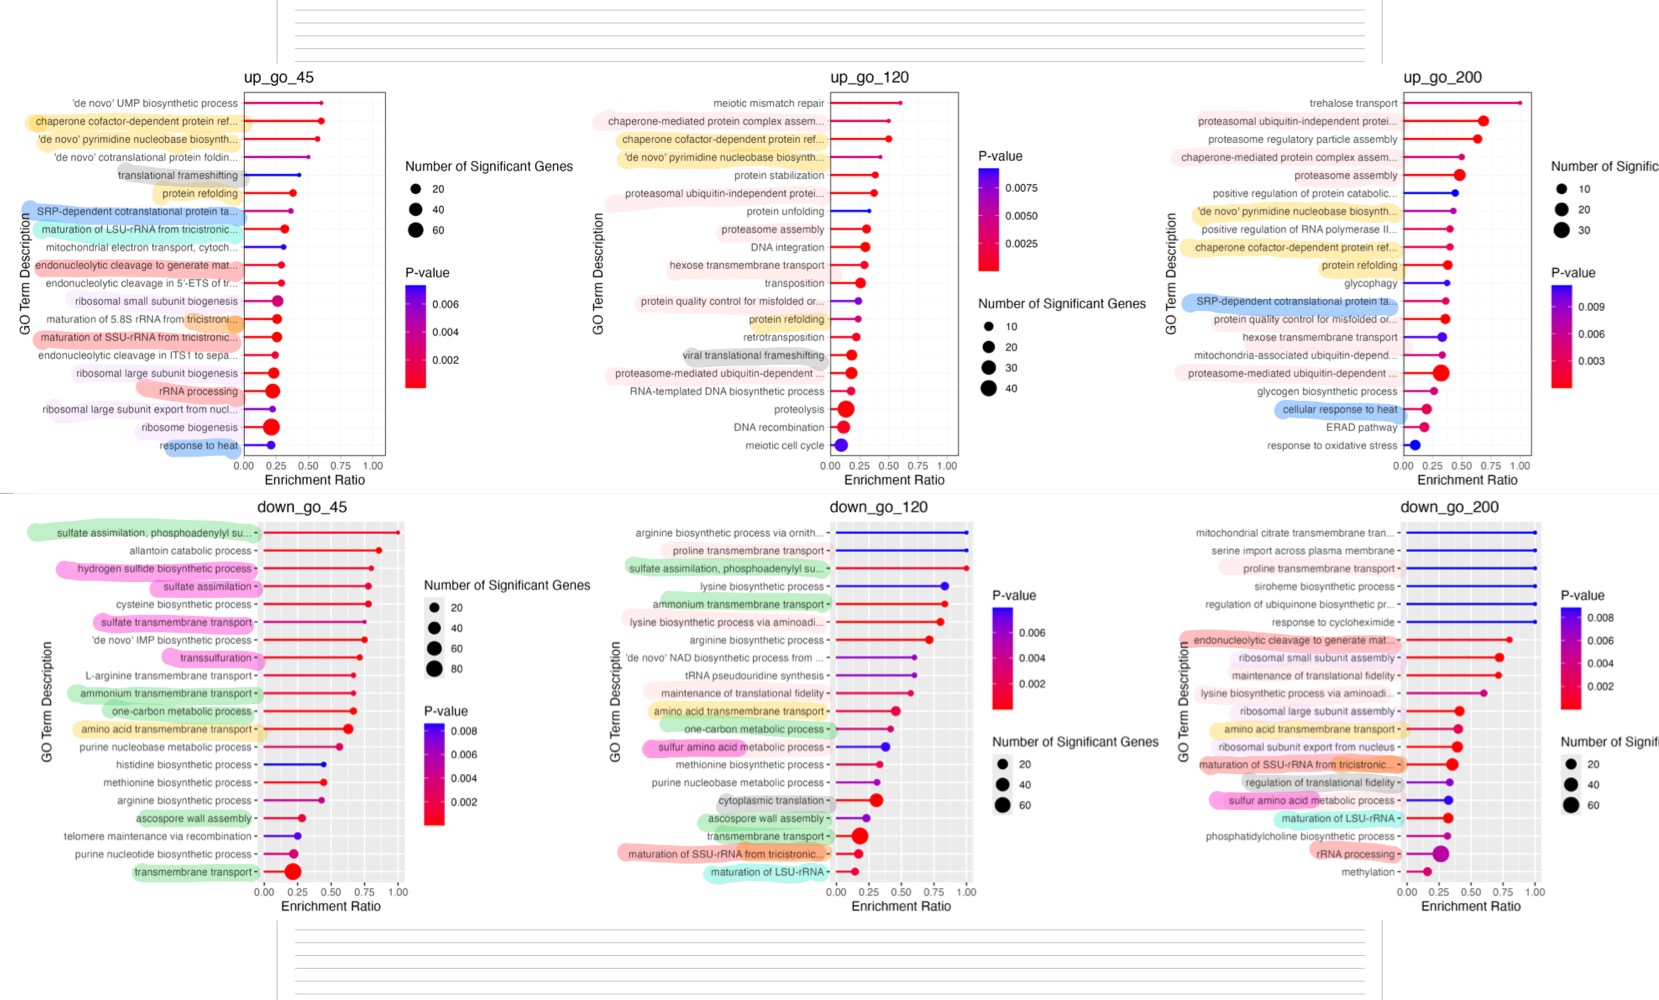 up_go_45
'de novo' UMP biosynthetic process
chaperone cofactor-dependent protein ref...
'de novo' pyrimidine nucleobase biosynth...
'de novo' cotranslational protein foldin...
translational frameshifting
protein refolding
SRP-dependent cotranslational protein ta...
maturation of LSU-rRNA from tricistronic...
mitochondrial electron transport, cytoch...
endonucleolytic cleavage to generate mat...
endonucleolytic cleavage in 5'-ETS of tr...
ribosomal small subunit biogenesis
maturation of 5.8S rRNA from tricistroni...
maturation of SSU-rRNA from tricistronic...
endonucleolytic cleavage in ITS1 to sepa...
ribosomal large subunit biogenesis
rRNA processing
ribosomal large subunit export from nucl...
ribosome biogenesis
response to heat
GO Term Description
0.00 0.25 0.50 0.75 1.00
Enrichment Ratio
Number of Significant Genes
20
40
60
P-value
0.006
0.004
0.002
up_go_120
meiotic mismatch repair
chaperone-mediated protein complex assem...
chaperone cofactor-dependent protein ref...
'de novo' pyrimidine nucleobase biosynth...
protein stabilization
proteasomal ubiquitin-independent protei...
protein unfolding
proteasome assembly
DNA integration
hexose transmembrane transport
transposition
protein quality control for misfolded or...
protein refolding
retrotransposition
viral translational frameshifting
proteasome-mediated ubiquitin-dependent ...
RNA-templated DNA biosynthetic process
proteolysis
DNA recombination
meiotic cell cycle
GO Term Description
0.00 0.25 0.50 0.75 1.00
Enrichment Ratio
P-value
0.0075
0.0050
0.0025
Number of Significant Genes
10
20
30
40
up_go_200
trehalose transport
proteasomal ubiquitin-independent protei...
proteasome regulatory particle assembly
chaperone-mediated protein complex assem...
proteasome assembly
positive regulation of protein catabolic...
'de novo' pyrimidine nucleobase biosynth...
positive regulation of RNA polymerase II...
chaperone cofactor-dependent protein ref...
protein refolding
glycophagy
SRP-dependent cotranslational protein ta...
protein quality control for misfolded or...
hexose transmembrane transport
mitochondria-associated ubiquitin-depend...
proteasome-mediated ubiquitin-dependent ...
glycogen biosynthetic process
cellular response to heat
ERAD pathway
response to oxidative stress
GO Term Description
0.00 0.25 0.50 0.75 1.00
Enrichment Ratio
Number of Signific
10
20
30
P-value
0.009
0.006
0.003
down_go_45
sulfate assimilation, phosphoadenylyl su...
allantoin catabolic process
hydrogen sulfide biosynthetic process
sulfate assimilation
cysteine biosynthetic process
sulfate transmembrane transport
'de novo' IMP biosynthetic process
transsulfuration
L-arginine transmembrane transport
ammonium transmembrane transport
one-carbon metabolic process
amino acid transmembrane transport
purine nucleobase metabolic process
histidine biosynthetic process
methionine biosynthetic process
arginine biosynthetic process
ascospore wall assembly
telomere maintenance via recombination
purine nucleotide biosynthetic process
transmembrane transport
GO Term Description
0.00 0.25 0.50 0.75 1.00
Enrichment Ratio
Number of Significant Genes
20
40
60
80
P-value
0.008
0.006
0.004
0.002
down_go_120
arginine biosynthetic process via ornith...
proline transmembrane transport
sulfate assimilation, phosphoadenylyl su...
lysine biosynthetic process
ammonium transmembrane transport
lysine biosynthetic process via aminoadi...
arginine biosynthetic process
'de novo' NAD biosynthetic process from ...
tRNA pseudouridine synthesis
maintenance of translational fidelity
amino acid transmembrane transport
one-carbon metabolic process
sulfur amino acid metabolic process
methionine biosynthetic process
purine nucleobase metabolic process
cytoplasmic translation
ascospore wall assembly
transmembrane transport
maturation of SSU-rRNA from tricistronic...
maturation of LSU-rRNA
GO Term Description
0.00 0.25 0.50 0.75 1.00
Enrichment Ratio
P-value
0.006
0.004
0.002
Number of Significant Genes
20
40
60
down_go_200
mitochondrial citrate transmembrane tran...
serine import across plasma membrane
proline transmembrane transport
siroheme biosynthetic process
regulation of ubiquinone biosynthetic pr...
response to cycloheximide
endonucleolytic cleavage to generate mat...
ribosomal small subunit assembly
maintenance of translational fidelity
lysine biosynthetic process via aminoadi...
ribosomal large subunit assembly
amino acid transmembrane transport
ribosomal subunit export from nucleus
maturation of SSU-rRNA from tricistronic...
regulation of translational fidelity
sulfur amino acid metabolic process
maturation of LSU-rRNA
phosphatidylcholine biosynthetic process
rRNA processing
methylation
GO Term Description
0.00 0.25 0.50 0.75 1.00
Enrichment Ratio
P-value
0.008
0.006
0.004
0.002
Number of Signifi
20
40
60